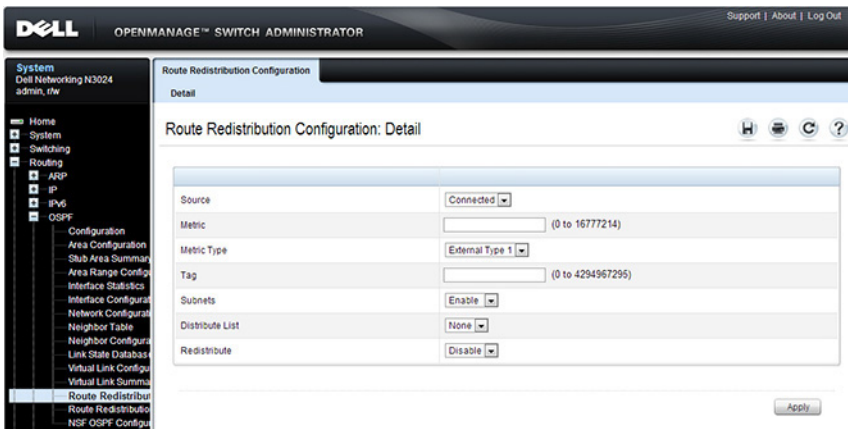 Support | About | Log Out
DELL
OPENMANAGE™ SWITCH ADMINISTRATOR
System
Dell Networking N3024
admin, r/w
Home
System
Switching
Routing
ARP
IP
IPv6
OSPF
Configuration
Area Configuration
Stub Area Summary
Area Range Configu
Interface Statistics
Interface Configurat
Network Configurati
Neighbor Table
Neighbor Configura
Link State Database
Virtual Link Configu
Virtual Link Summa
Route Redistribut
Route Redistributio
NSF OSPF Configu
Route Redistribution Configuration
Detail
Route Redistribution Configuration: Detail
Source Connected
Metric (0 to 16777214)
Metric Type External Type 1
Tag (0 to 4294967295)
Subnets Enable
Distribute List None
Redistribute Disable
Apply